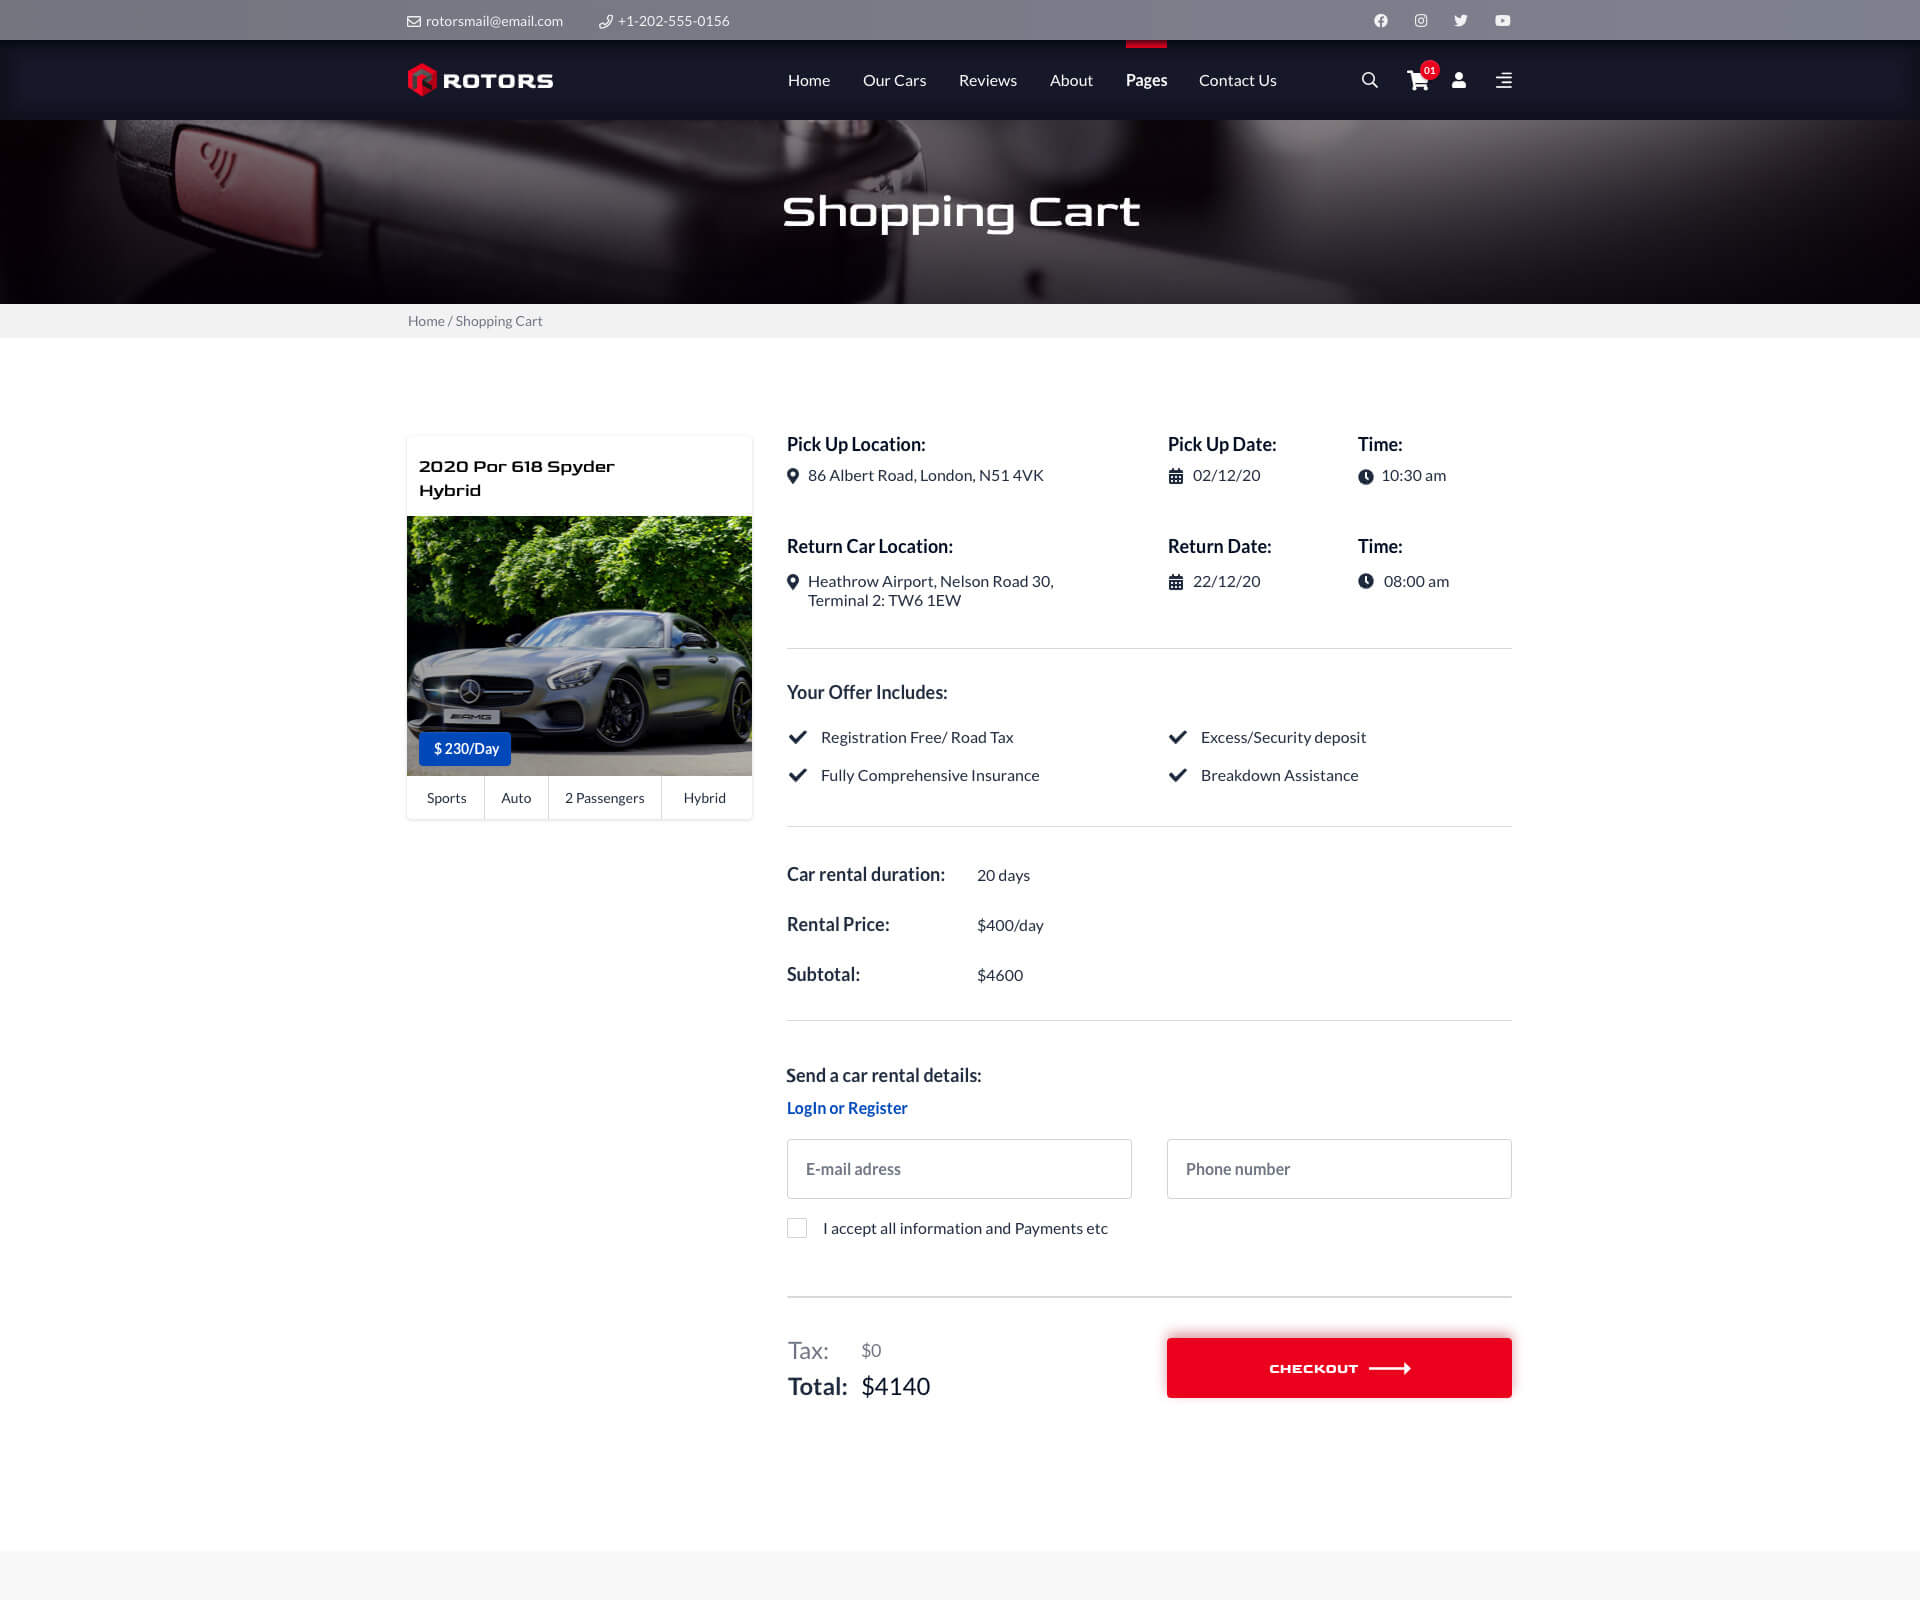 rotorsmail@email.com +1-202-555-0156
ROTORS Home Our Cars Reviews About Pages Contact Us 01
Shopping Cart
Home / Shopping Cart
2020 Por 618 Spyder
Hybrid
AMG
$ 230/Day
Sports Auto 2 Passengers Hybrid
Pick Up Location: Pick Up Date: Time:
86 Albert Road, London, N51 4VK 02/12/20 10:30 am
Return Car Location: Return Date: Time:
Heathrow Airport, Nelson Road 30, 22/12/20 08:00 am
Terminal 2: TW6 1EW
Your Offer Includes:
Registration Free/ Road Tax Excess/Security deposit
Fully Comprehensive Insurance Breakdown Assistance
Car rental duration: 20 days
Rental Price: $400/day
Subtotal: $4600
Send a car rental details:
LogIn or Register
E-mail adress Phone number
I accept all information and Payments etc
Tax: $0
Total: $4140
CHECKOUT